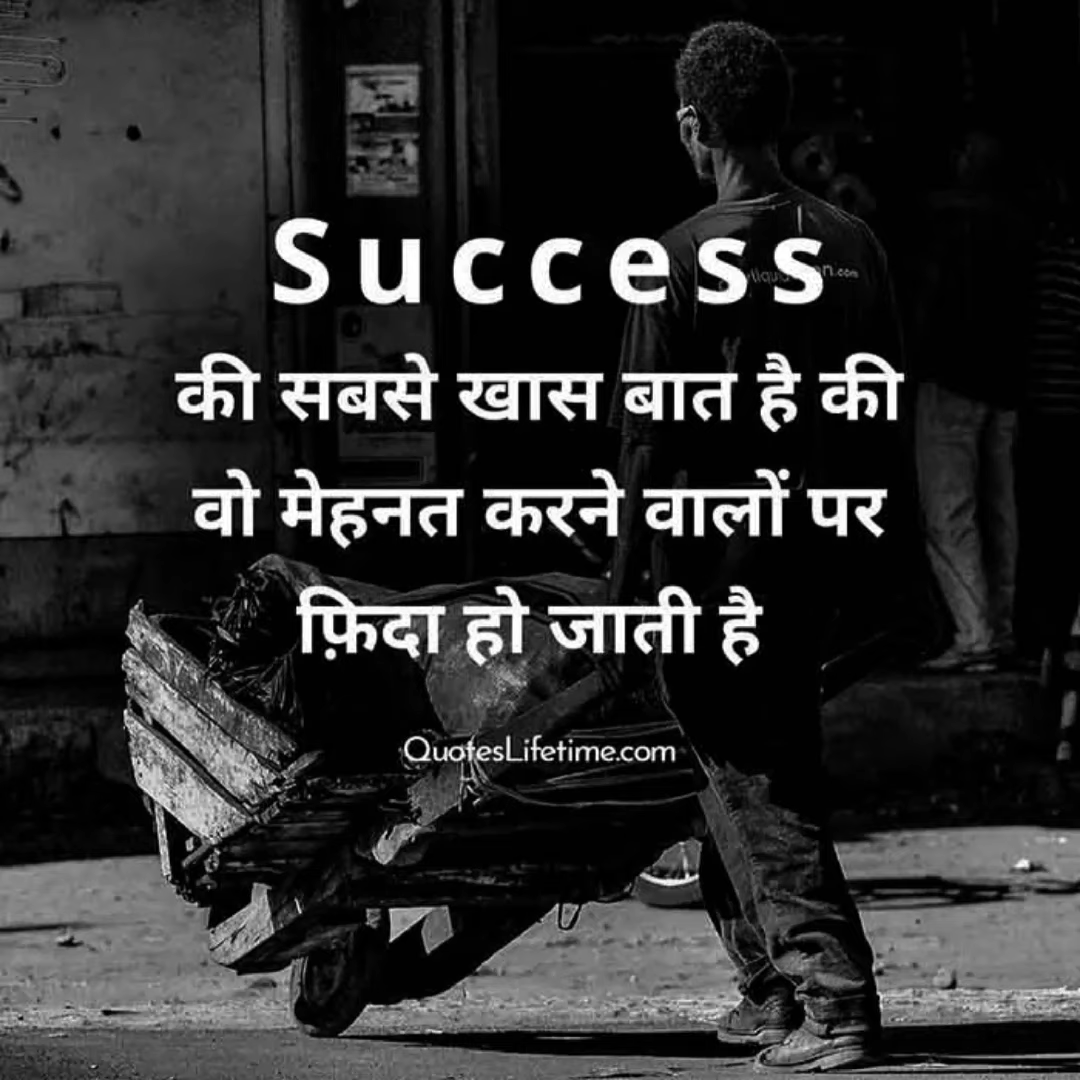 Success
की सबसे खास बात है की
वो मेहनत करने वालों पर
फ़िदा हो जाती है
QuotesLifetime.com